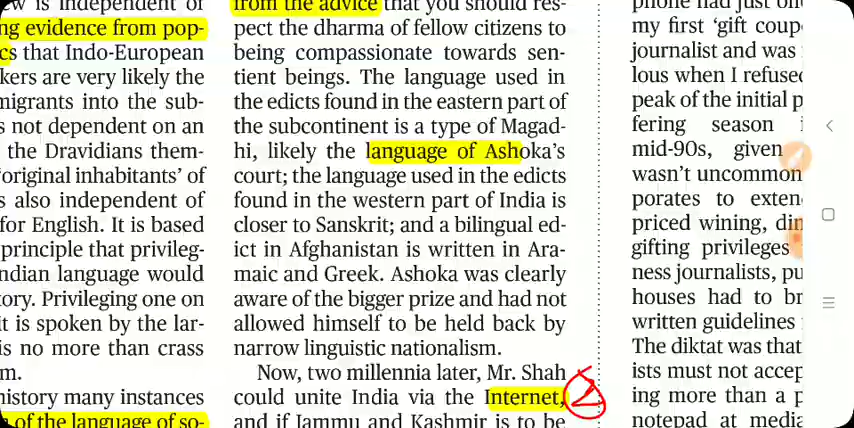 ew is independent of
ng evidence from pop-
cs that Indo-European
kers are very likely the
migrants into the sub-
s not dependent on an
the Dravidians them-
'original inhabitants' of
s also independent of
for English. It is based
principle that privileg-
ndian language would
tory. Privileging one on
it is spoken by the lar-
is no more than crass
m.
history many instances
of the language of so-
from the advice that you should res-
pect the dharma of fellow citizens to
being compassionate towards sen-
tient beings. The language used in
the edicts found in the eastern part of
the subcontinent is a type of Magad-
hi, likely the language of Ashoka's
court; the language used in the edicts
found in the western part of India is
closer to Sanskrit; and a bilingual ed-
ict in Afghanistan is written in Ara-
maic and Greek. Ashoka was clearly
aware of the bigger prize and had not
allowed himself to be held back by
narrow linguistic nationalism.
Now, two millennia later, Mr. Shah
could unite India via the Internet,
and if Jammu and Kashmir is to be
phone had just on
my first 'gift coup
journalist and was
lous when I refused
peak of the initial p
fering season i
mid-90s, given
wasn't uncommon
porates to exten
priced wining, din
gifting privileges
ness journalists, pu
houses had to br
written guidelines
The diktat was that
ists must not accep
ing more than a p
notepad at media